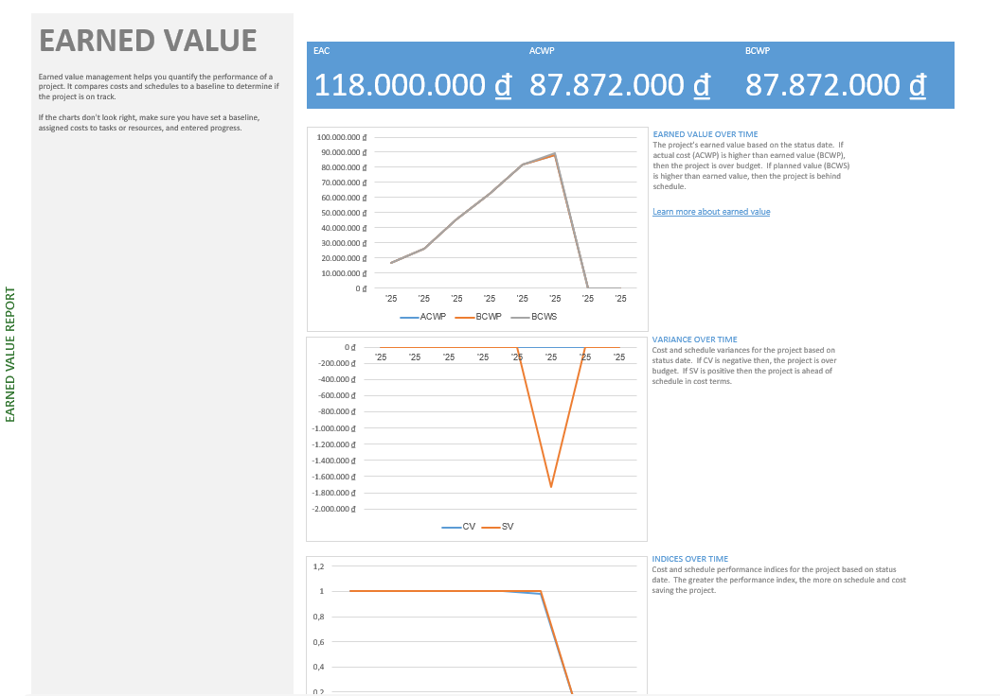 EARNED VALUE
Earned value management helps you quantify the performance of a
project. It compares costs and schedules to a baseline to determine if
the project is on track.
If the charts don't look right, make sure you have set a baseline,
assigned costs to tasks or resources, and entered progress.
EARNED VALUE REPORT
EAC ACWP BCWP
118.000.000 ₫ 87.872.000 ₫ 87.872.000 ₫
100.000.000 ₫
90.000.000 ₫
80.000.000 ₫
70.000.000 ₫
60.000.000 ₫
50.000.000 ₫
40.000.000 ₫
30.000.000 ₫
20.000.000 ₫
10.000.000 ₫
0 ₫
'25 '25 '25 '25 '25 '25 '25 '25
ACWP BCWP BCWS
EARNED VALUE OVER TIME
The project's earned value based on the status date. If
actual cost (ACWP) is higher than earned value (BCWP),
then the project is over budget. If planned value (BCWS)
is higher than earned value, then the project is behind
schedule.
Learn more about earned value
0 ₫
'25 '25 '25 '25 '25 '25 '25 '25
-200.000 ₫
-400.000 ₫
-600.000 ₫
-800.000 ₫
-1.000.000 ₫
-1.200.000 ₫
-1.400.000 ₫
-1.600.000 ₫
-1.800.000 ₫
-2.000.000 ₫
CV SV
VARIANCE OVER TIME
Cost and schedule variances for the project based on
status date. If CV is negative then, the project is over
budget. If SV is positive then the project is ahead of
schedule in cost terms.
1,2
1
0,8
0,6
0,4
0,2
INDICES OVER TIME
Cost and schedule performance indices for the project based on status
date. The greater the performance index, the more on schedule and cost
saving the project.